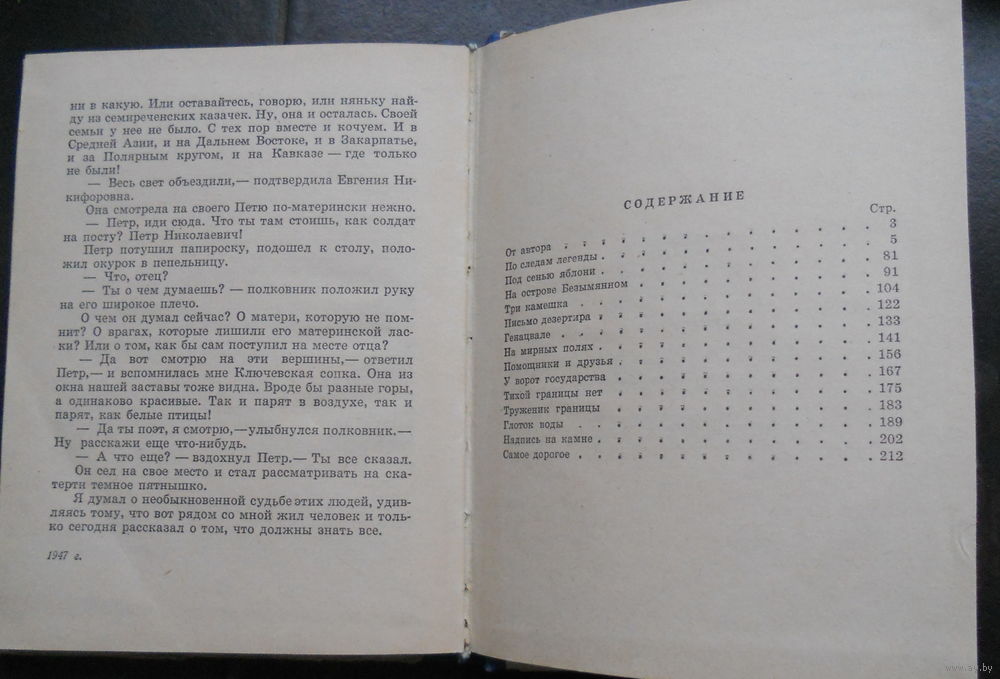 ни в какую. Или оставайтесь, говорю, или няньку най-
ду из семиреченских казачек. Ну, она и осталась. Своей
семьи у нее не было. С тех пор вместе и кочуем. И в
Средней Азии, и на Дальнем Востоке, и в Закарпатье,
и за Полярным кругом, и на Кавказе — где только
не были!
— Весь свет объездили,— подтвердила Евгения Ни-
кифоровна.
Она смотрела на своего Петю по-матерински нежно.
— Петр, иди сюда. Что ты там стоишь, как солдат
на посту? Петр Николаевич!
Петр потушил папироску, подошел к столу, поло-
жил окурок в пепельницу.
— Что, отец?
— Ты о чем думаешь? — полковник положил руку
на его широкое плечо.
О чем он думал сейчас? О матери, которую не пом-
нит? О врагах, которые лишили его материнской лас-
ки? Или о том, как бы сам поступил на месте отца?
— Да вот смотрю на эти вершины,— ответил
Петр,— и вспомнилась мне Ключевская сопка. Она из
окна нашей заставы тоже видна. Вроде бы разные горы,
а одинаково красивые. Так и парят в воздухе, так и
парят, как белые птицы!
— Да ты поэт, я смотрю,—улыбнулся полковник.—
Ну расскажи еще что-нибудь.
— А что еще? — вздохнул Петр.— Ты все сказал.
Он сел на свое место и стал рассматривать на ска-
терти темное пятнышко.
Я думал о необыкновенной судьбе этих людей, удив-
ляясь тому, что вот рядом со мной жил человек и толь-
ко сегодня рассказал о том, что должны знать все.
1947 г.
СОДЕРЖАНИЕ
Стр.
От автора . . . . . . . . . . . . 3
По следам легенды . . . . . . . . . . 5
Под сенью яблони . . . . . . . . . . 81
На острове Безымянном . . . . . . . . . 91
Три камешка . . . . . . . . . . . 104
Письмо дезертира . . . . . . . . . . 122
Генацвале . . . . . . . . . . . . 133
На мирных полях . . . . . . . . . . 141
Помощники и друзья . . . . . . . . . 156
У ворот государства . . . . . . . . . 167
Тихой границы нет . . . . . . . . . . 175
Труженик границы . . . . . . . . . . 183
Глоток воды . . . . . . . . . . . 189
Надпись на камне . . . . . . . . . . 202
Самое дорогое . . . . . . . . . . . 212
www.ay.by